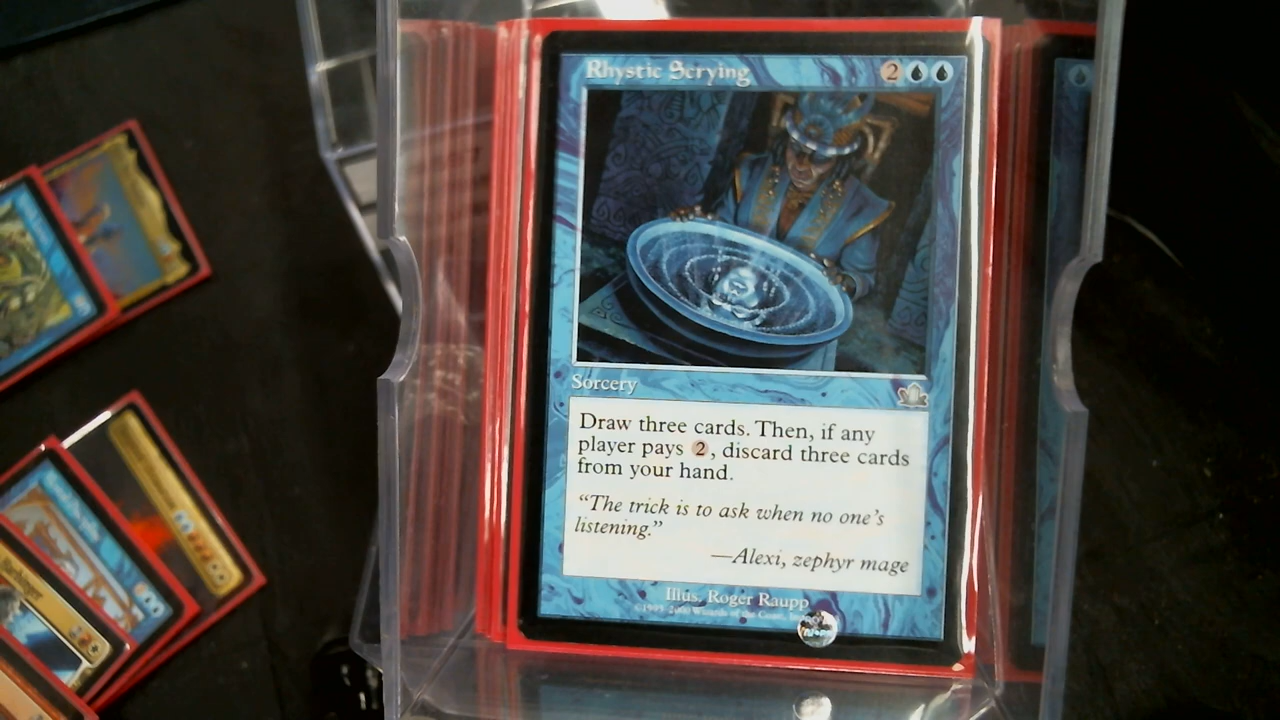 Rhystic Scrying 2
Sorcery
Draw three cards. Then, if any
player pays 2, discard three cards
from your hand.
“The trick is to ask when no one’s
listening.”
—Alexi, zephyr mage
Illus. Roger Raupp